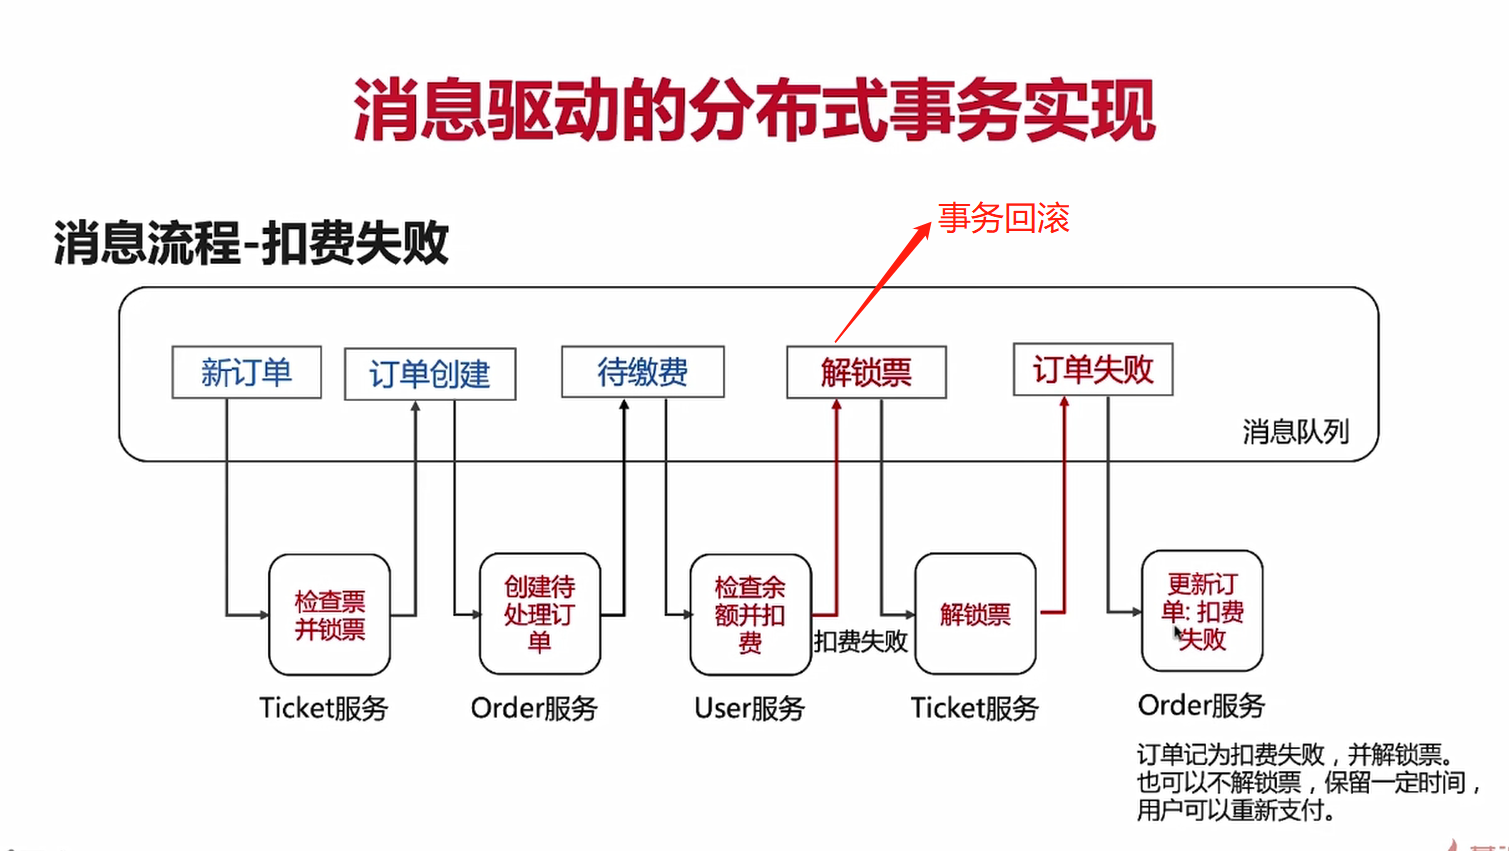 消息驱动的分布式事务实现
事务回滚
消息流程-扣费失败
新订单
订单创建
待缴费
解锁票
订单失败
消息队列
检查票
并锁票
创建待
处理订
单
检查余
额并扣
费
扣费失败
解锁票
更新订
单: 扣费
失败
Ticket服务
Order服务
User服务
Ticket服务
Order服务
订单记为扣费失败，并解锁票。
也可以不解锁票，保留一定时间，
用户可以重新支付。